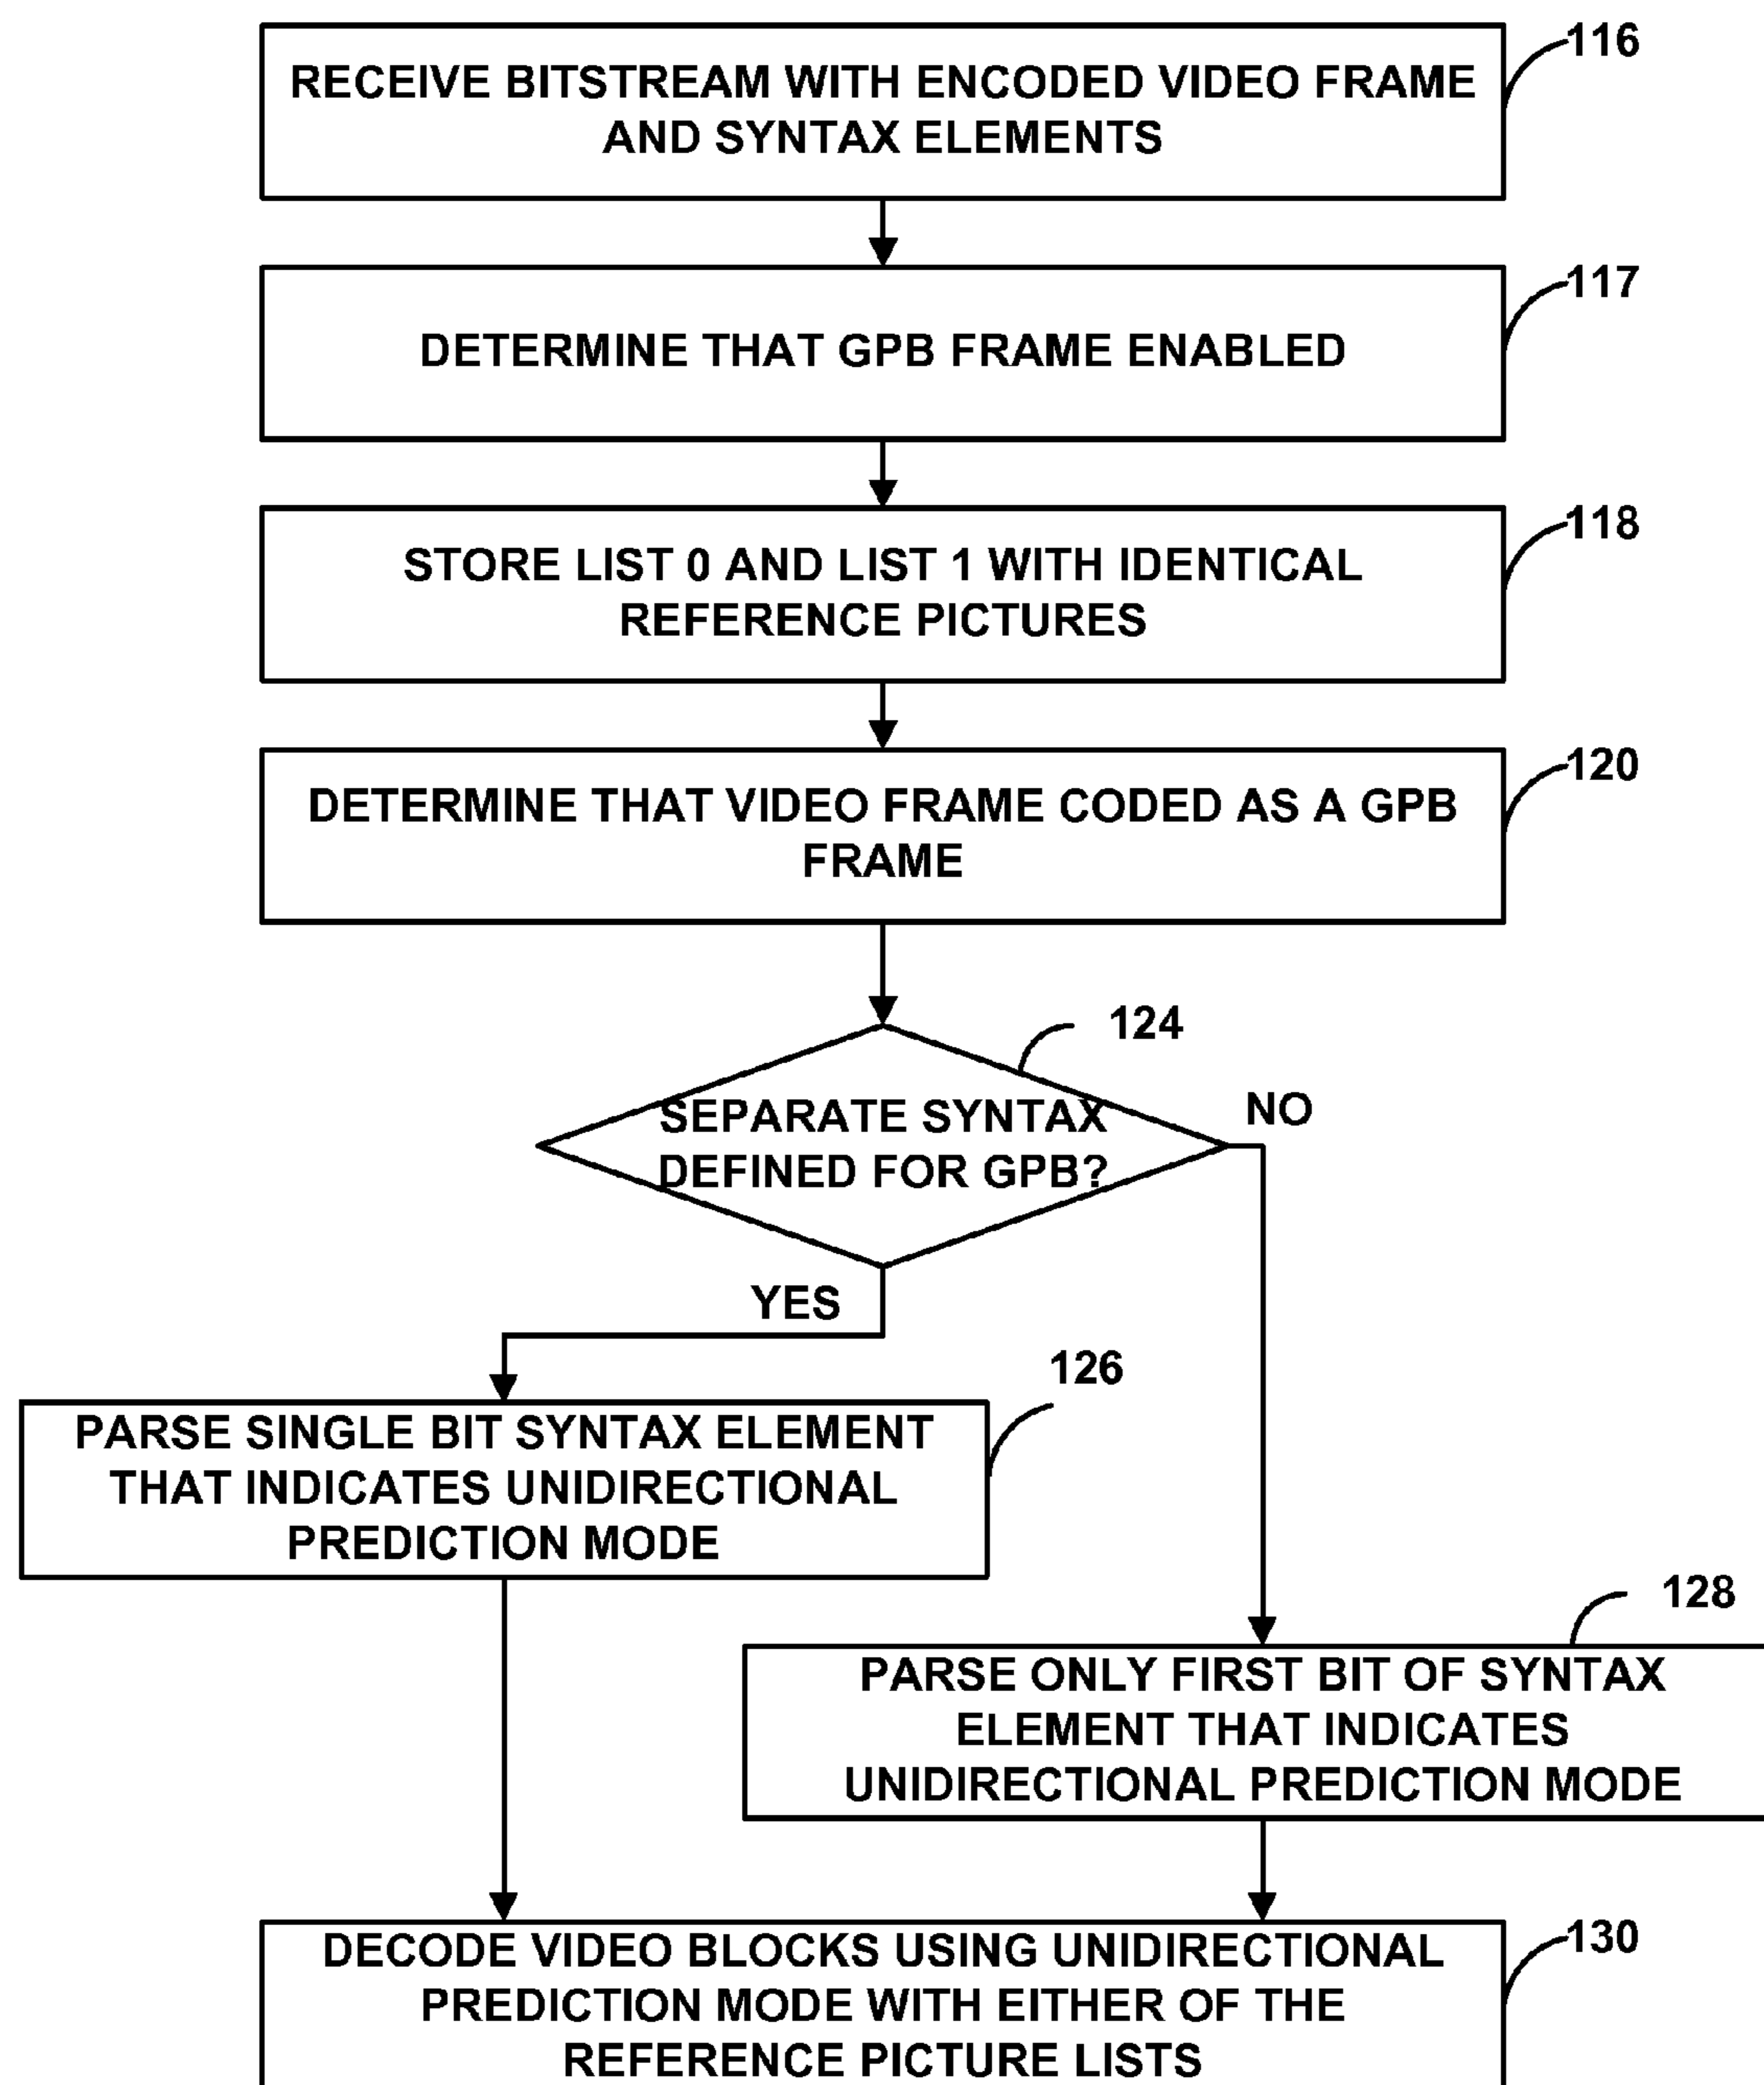 116
RECEIVE BITSTREAM WITH ENCODED VIDEO FRAME
AND SYNTAX ELEMENTS
117
DETERMINE THAT GPB FRAME ENABLED
118
STORE LIST 0 AND LIST 1 WITH IDENTICAL
REFERENCE PICTURES
120
DETERMINE THAT VIDEO FRAME CODED AS A GPB
FRAME
124
SEPARATE SYNTAX
DEFINED FOR GPB?
NO
YES
126
PARSE SINGLE BIT SYNTAX ELEMENT
THAT INDICATES UNIDIRECTIONAL
PREDICTION MODE
128
PARSE ONLY FIRST BIT OF SYNTAX
ELEMENT THAT INDICATES
UNIDIRECTIONAL PREDICTION MODE
130
DECODE VIDEO BLOCKS USING UNIDIRECTIONAL
PREDICTION MODE WITH EITHER OF THE
REFERENCE PICTURE LISTS